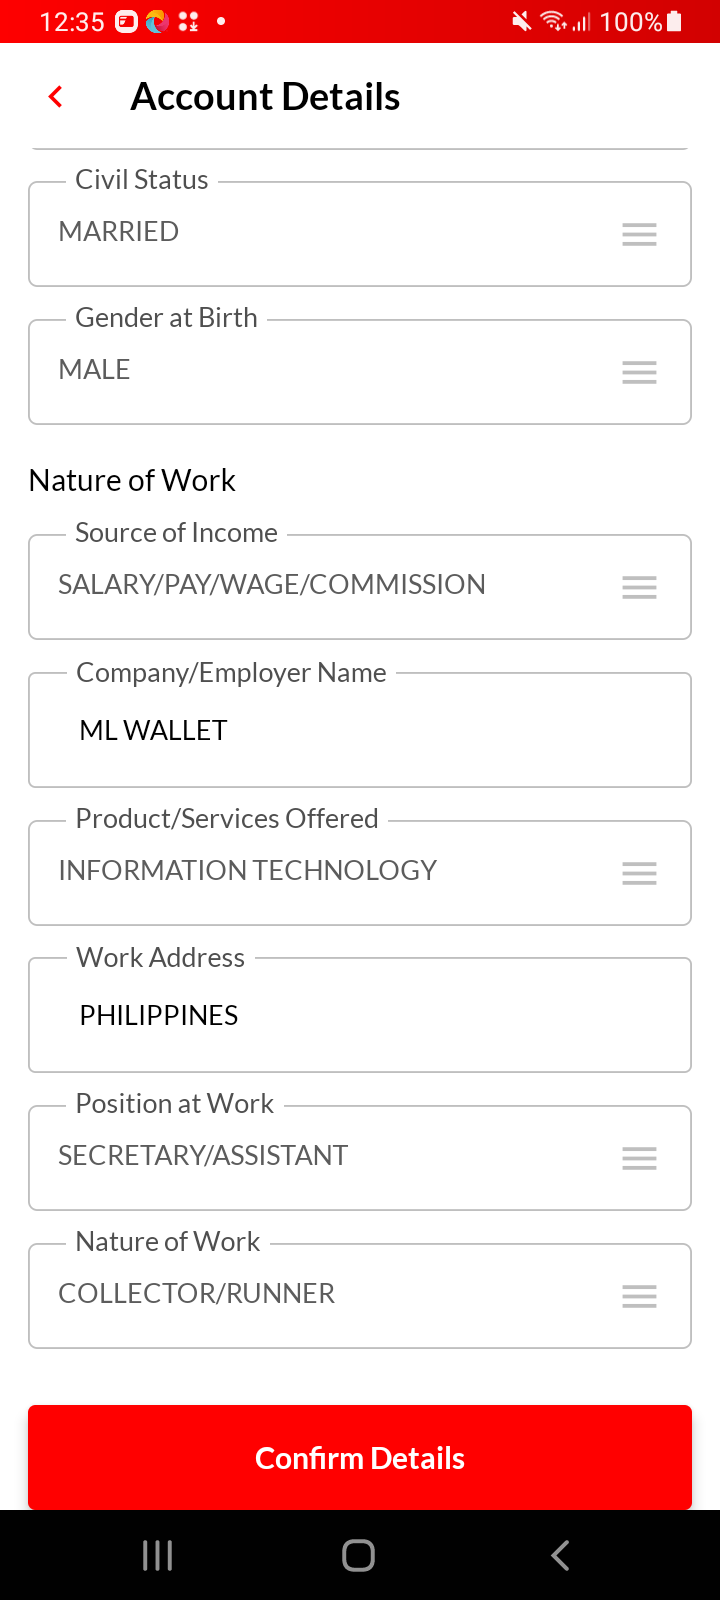 12:35
100%
Account Details
Civil Status
MARRIED
Gender at Birth
MALE
Nature of Work
Source of Income
SALARY/PAY/WAGE/COMMISSION
Company/Employer Name
ML WALLET
Product/Services Offered
INFORMATION TECHNOLOGY
Work Address
PHILIPPINES
Position at Work
SECRETARY/ASSISTANT
Nature of Work
COLLECTOR/RUNNER
Confirm Details